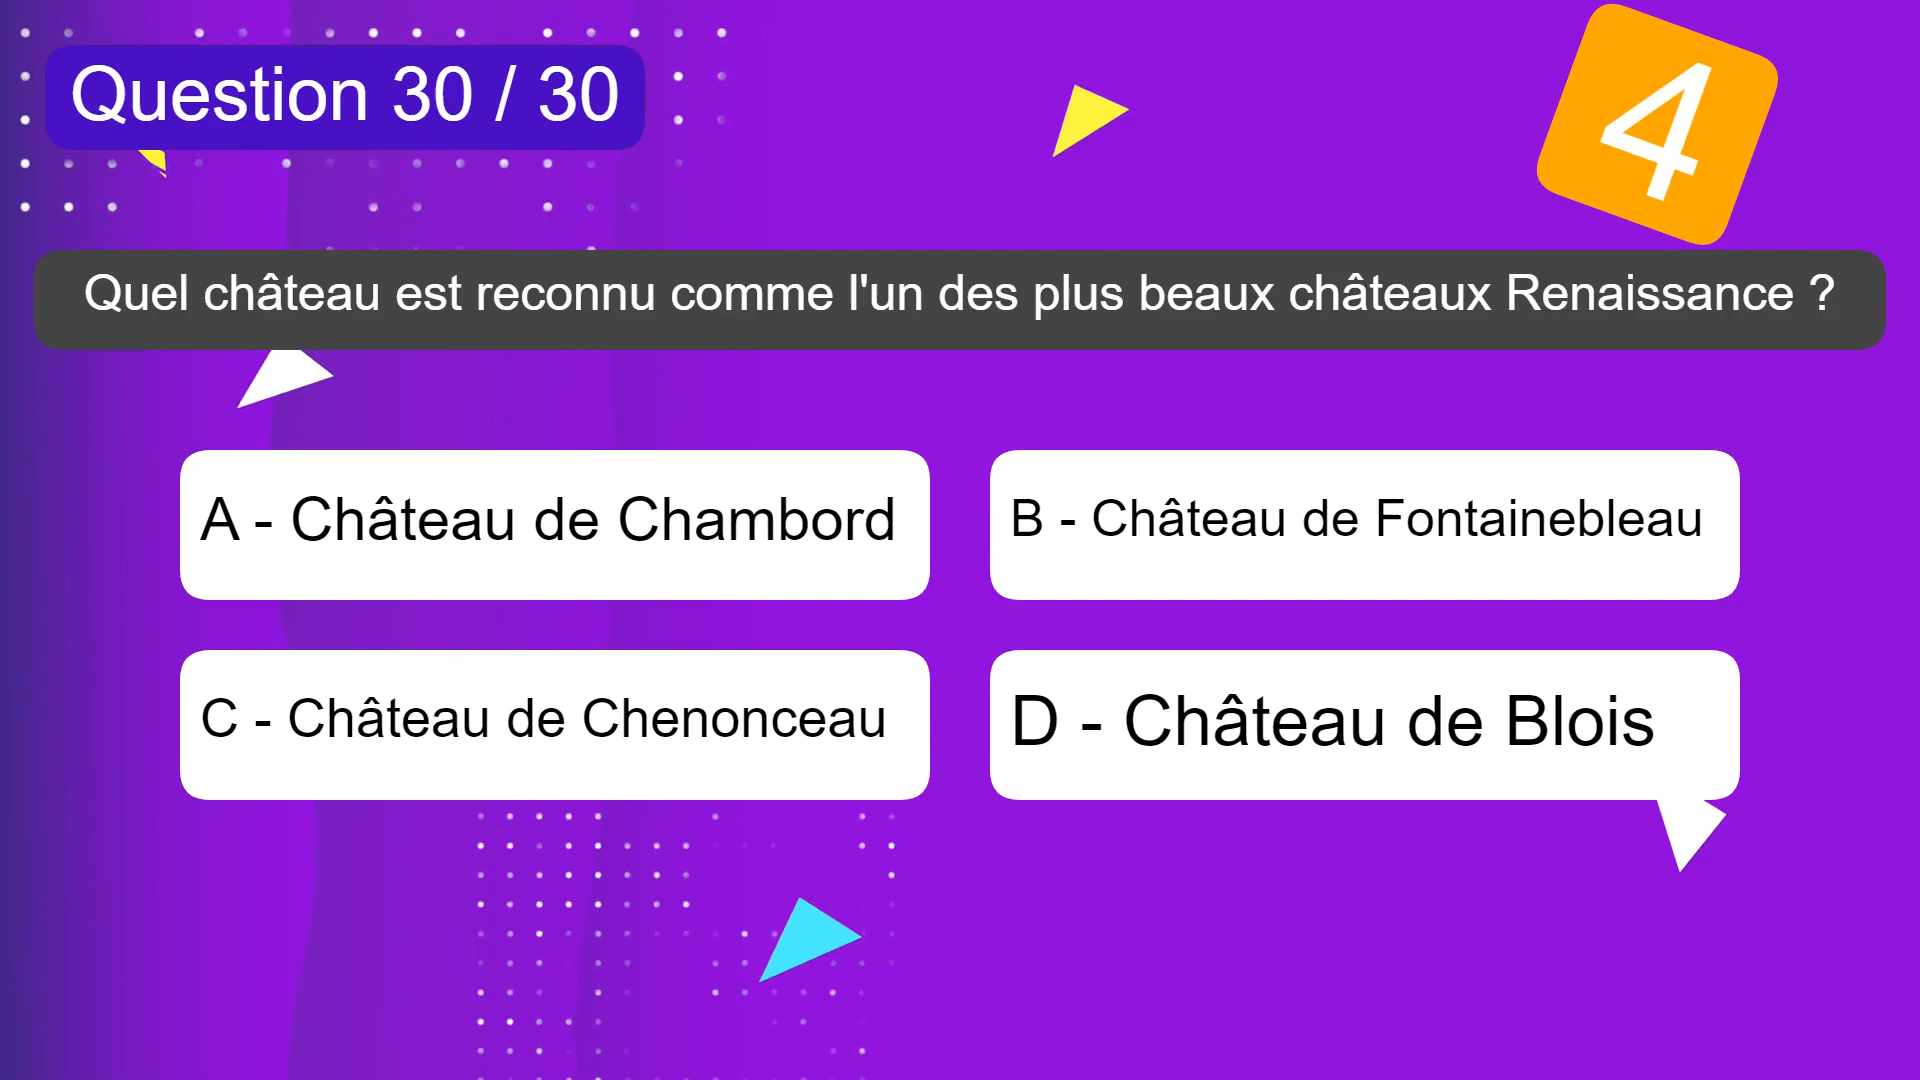 Question 30 / 30
4
Quel château est reconnu comme l'un des plus beaux châteaux Renaissance ?
A - Château de Chambord
B - Château de Fontainebleau
C - Château de Chenonceau
D - Château de Blois